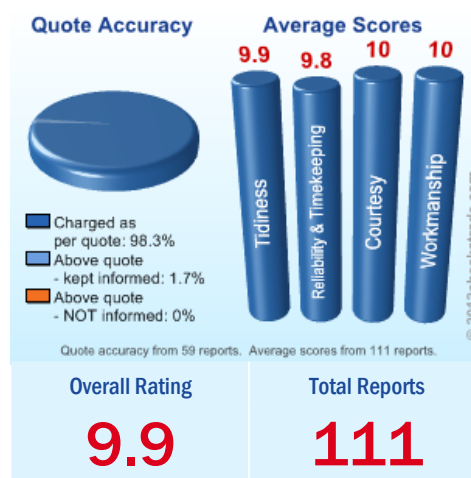 Quote Accuracy
Average Scores
9.9
9.8
10
10
Tidiness
Reliability & Timekeeping
Courtesy
Workmanship
Charged as
per quote: 98.3%
Above quote
- kept informed: 1.7%
Above quote
- NOT informed: 0%
Quote accuracy from 59 reports. Average scores from 111 reports.
Overall Rating
Total Reports
9.9
111